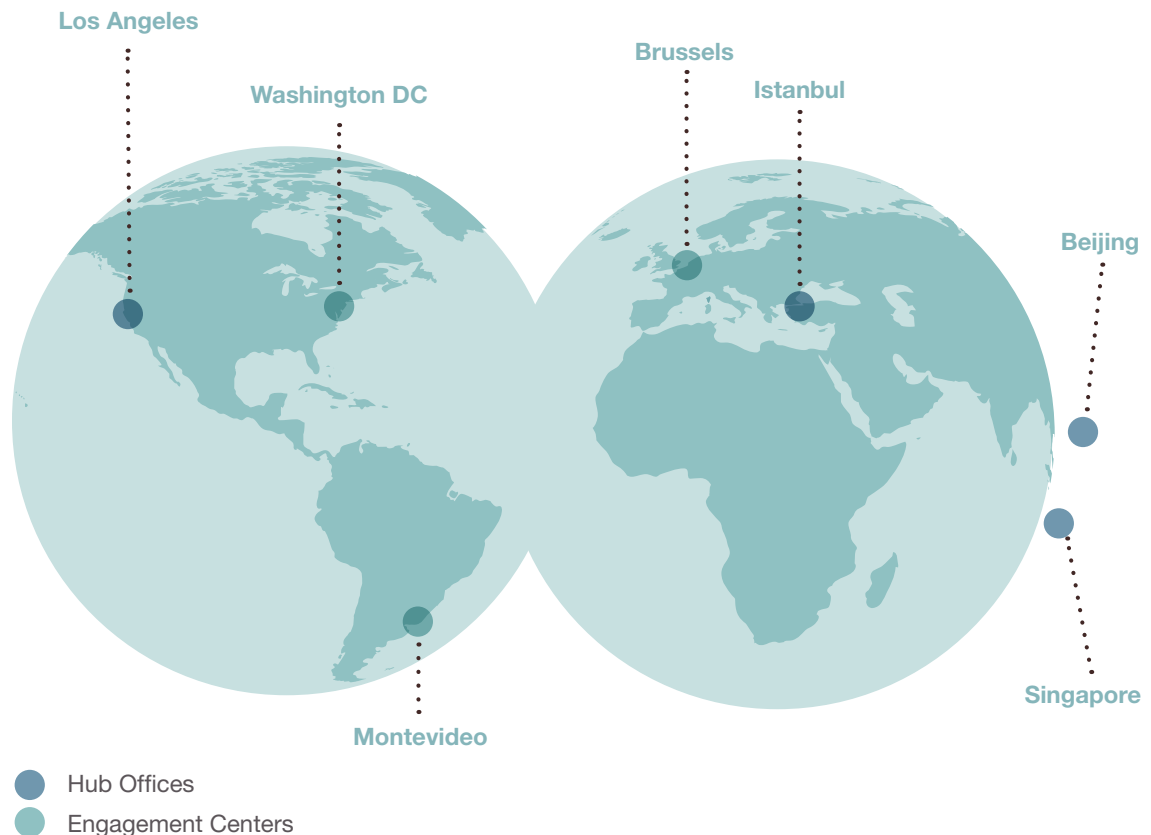 Los Angeles
Washington DC
Brussels
Istanbul
Beijing
Singapore
Montevideo
Hub Offices
Engagement Centers